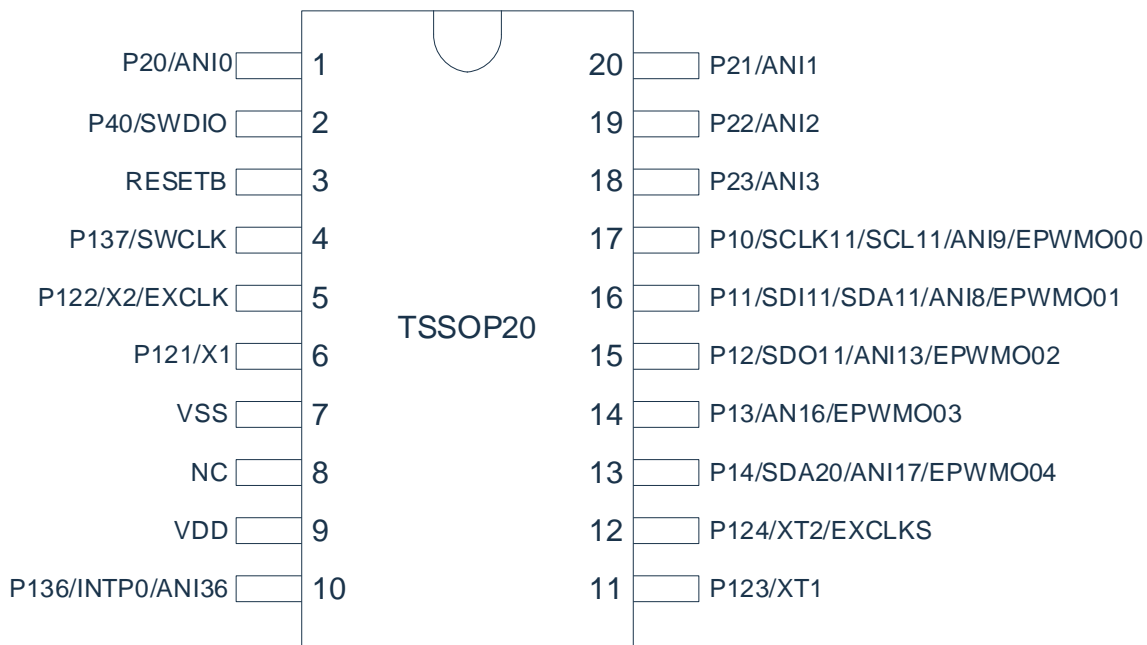 P20/ANI0 1 20 P21/ANI1
P40/SWDIO 2 19 P22/ANI2
RESETB 3 18 P23/ANI3
P137/SWCLK 4 17 P10/SCLK11/SCL11/ANI9/EPWMO00
P122/X2/EXCLK 5 16 P11/SDI11/SDA11/ANI8/EPWMO01
TSSOP20
P121/X1 6 15 P12/SDO11/ANI13/EPWMO02
VSS 7 14 P13/AN16/EPWMO03
NC 8 13 P14/SDA20/ANI17/EPWMO04
VDD 9 12 P124/XT2/EXCLKS
P136/INTP0/ANI36 10 11 P123/XT1